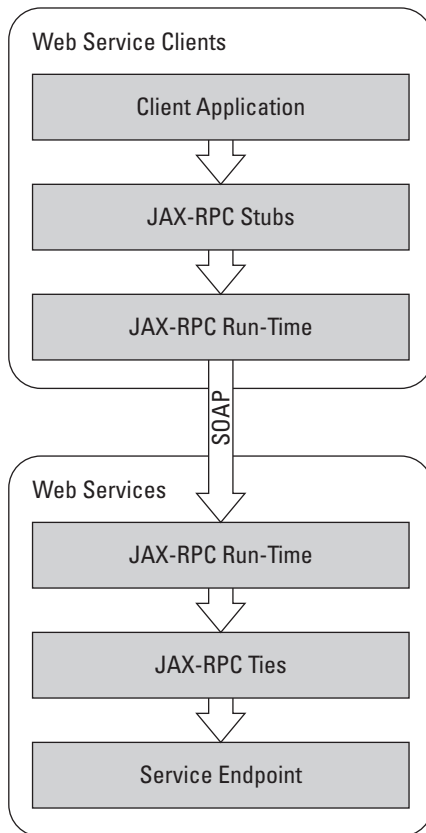 Web Service Clients
Client Application
JAX-RPC Stubs
JAX-RPC Run-Time
SOAP
Web Services
JAX-RPC Run-Time
JAX-RPC Ties
Service Endpoint